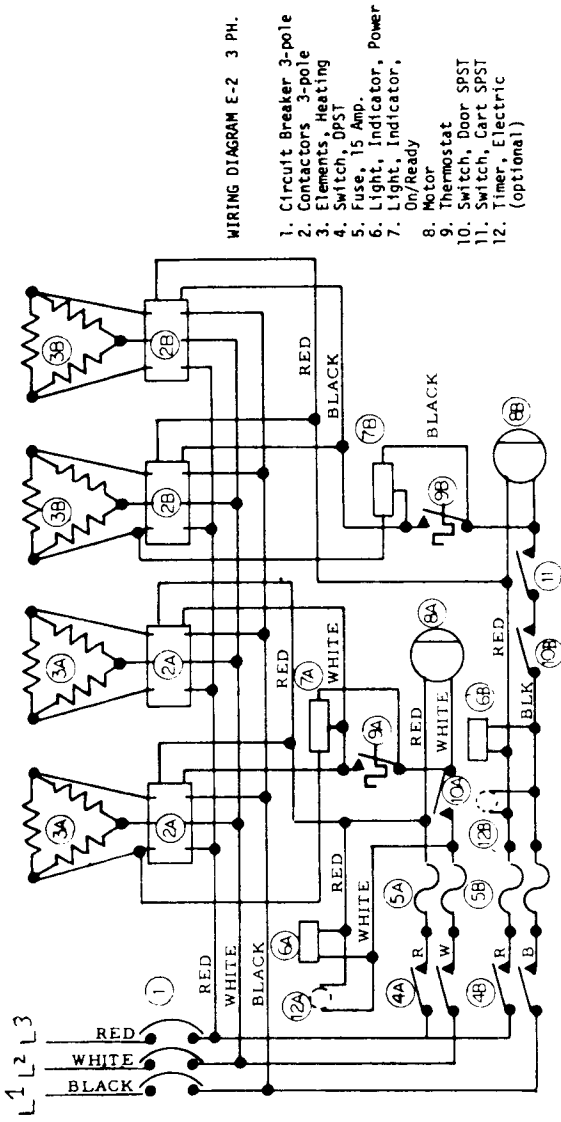 WIRING DIAGRAM E-2 3 PH.
1. Circuit Breaker 3-pole
2. Contactors 3-pole
3. Elements, Heating
4. Switch, DPST
5. Fuse, 15 Amp.
6. Light, Indicator, Power
7. Light, Indicator,
On/Ready
8. Motor
9. Thermostat
10. Switch, Door SPST
11. Switch, Cart SPST
12. Timer, Electric
(optional)
L1 L2 L3
RED
WHITE
BLACK
1
3A
3A
3B
3B
2A
2A
2B
2B
RED
WHITE
BLACK
RED
WHITE
RED
BLACK
7A
7B
BLACK
9A
9B
6A
12A
RED
WHITE
RED
WHITE
8A
8B
10A
4A
R
W
5A
5B
4B
R
B
12B
6B
RED
BLK
10B
11